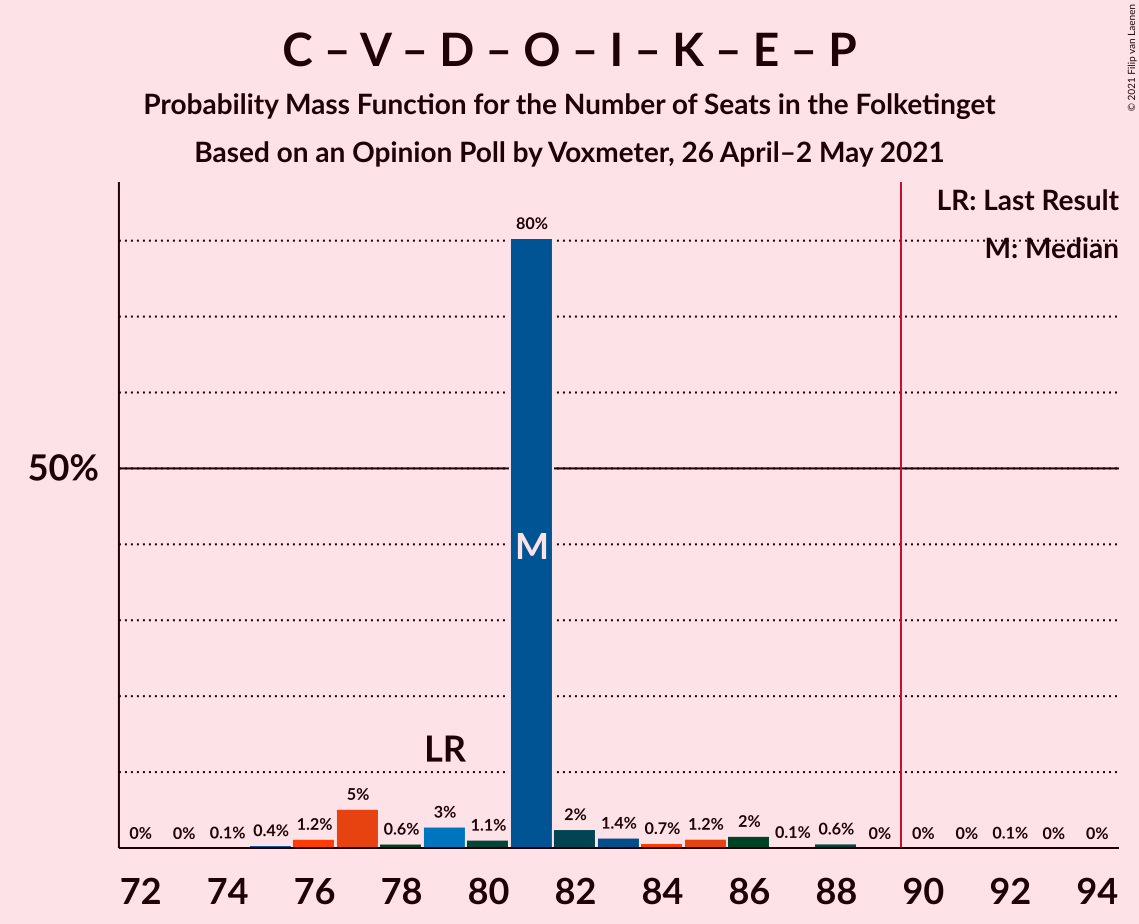 C – V – D – O – I – K – E – P
Probability Mass Function for the Number of Seats in the Folketinget
Based on an Opinion Poll by Voxmeter, 26 April–2 May 2021
© 2021 Filip van Laenen
LR: Last Result
M: Median
50%
80%
M
LR
0% 0% 0.1% 0.4% 1.2% 5% 0.6% 3% 1.1% 2% 1.4% 0.7% 1.2% 2% 0.1% 0.6% 0% 0% 0% 0.1% 0% 0%
72 74 76 78 80 82 84 86 88 90 92 94